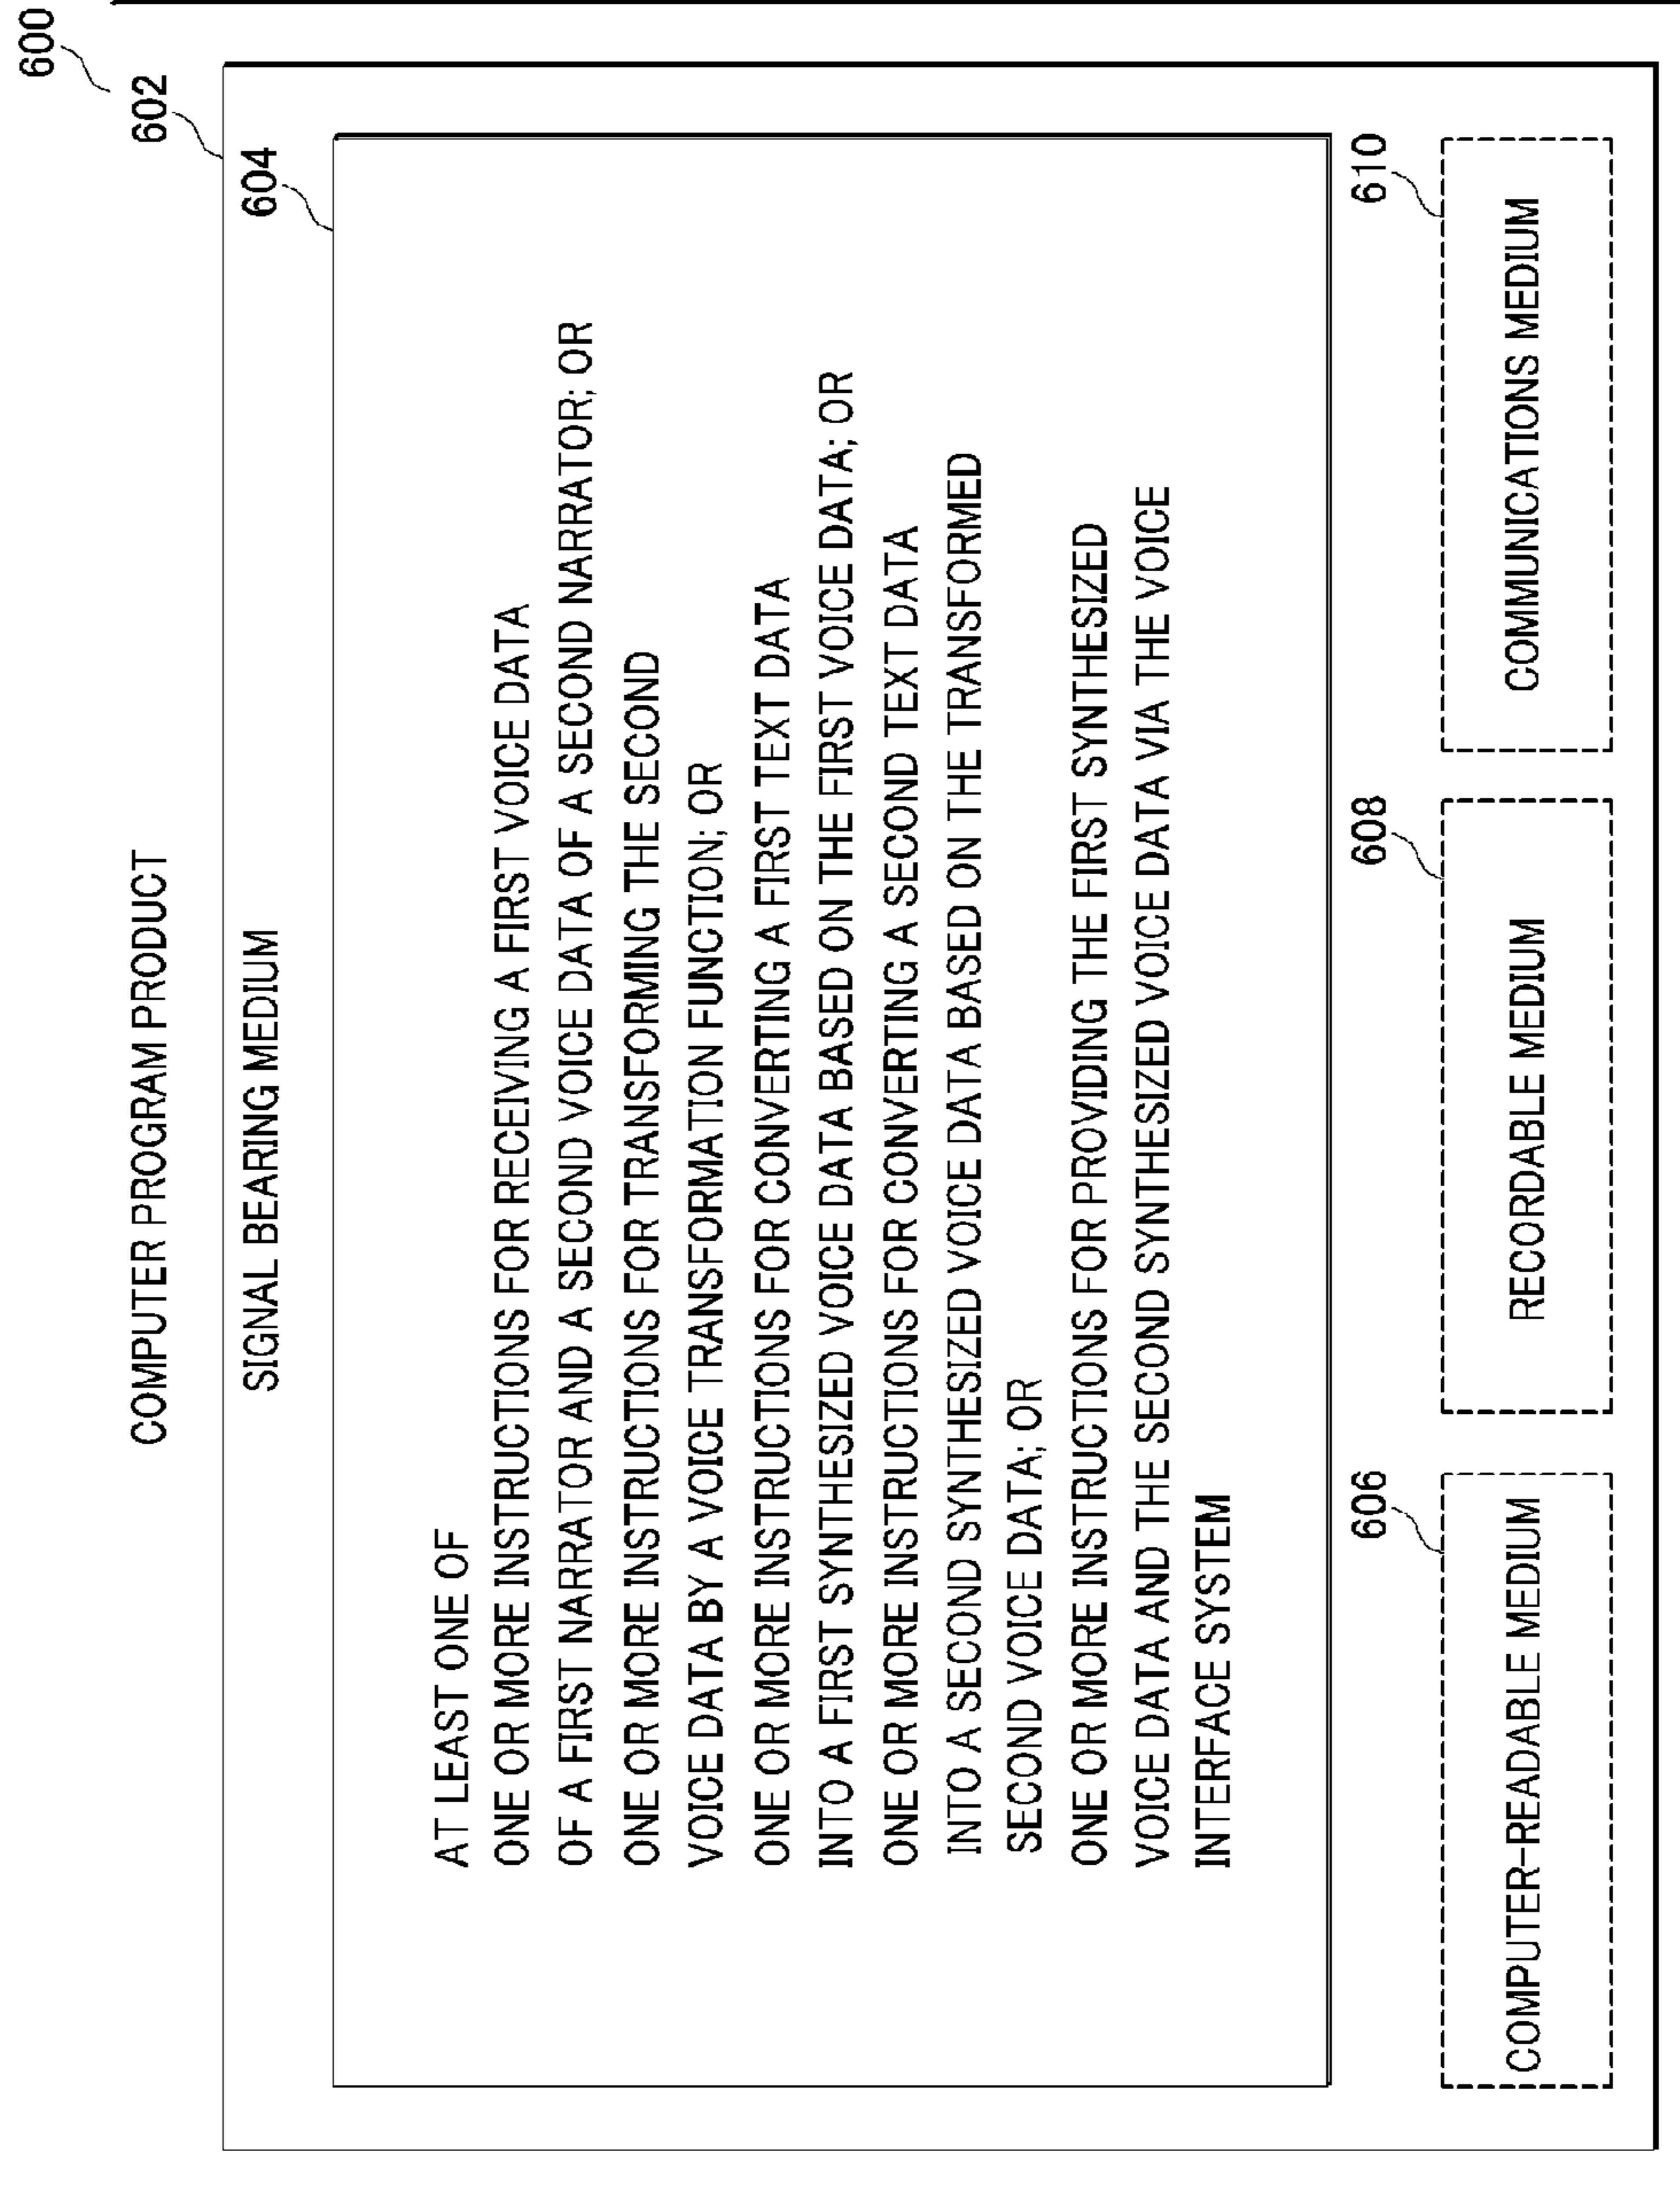 600
COMPUTER PROGRAM PRODUCT
602
SIGNAL BEARING MEDIUM
604
AT LEAST ONE OF
ONE OR MORE INSTRUCTIONS FOR RECEIVING A FIRST VOICE DATA
OF A FIRST NARRATOR AND A SECOND VOICE DATA OF A SECOND NARRATOR; OR
ONE OR MORE INSTRUCTIONS FOR TRANSFORMING THE SECOND
VOICE DATA BY A VOICE TRANSFORMATION FUNCTION; OR
ONE OR MORE INSTRUCTIONS FOR CONVERTING A FIRST TEXT DATA
INTO A FIRST SYNTHESIZED VOICE DATA BASED ON THE FIRST VOICE DATA; OR
ONE OR MORE INSTRUCTIONS FOR CONVERTING A SECOND TEXT DATA
INTO A SECOND SYNTHESIZED VOICE DATA BASED ON THE TRANSFORMED
SECOND VOICE DATA; OR
ONE OR MORE INSTRUCTIONS FOR PROVIDING THE FIRST SYNTHESIZED
VOICE DATA AND THE SECOND SYNTHESIZED VOICE DATA VIA THE VOICE
INTERFACE SYSTEM
606
COMPUTER-READABLE MEDIUM
608
RECORDABLE MEDIUM
610
COMMUNICATIONS MEDIUM